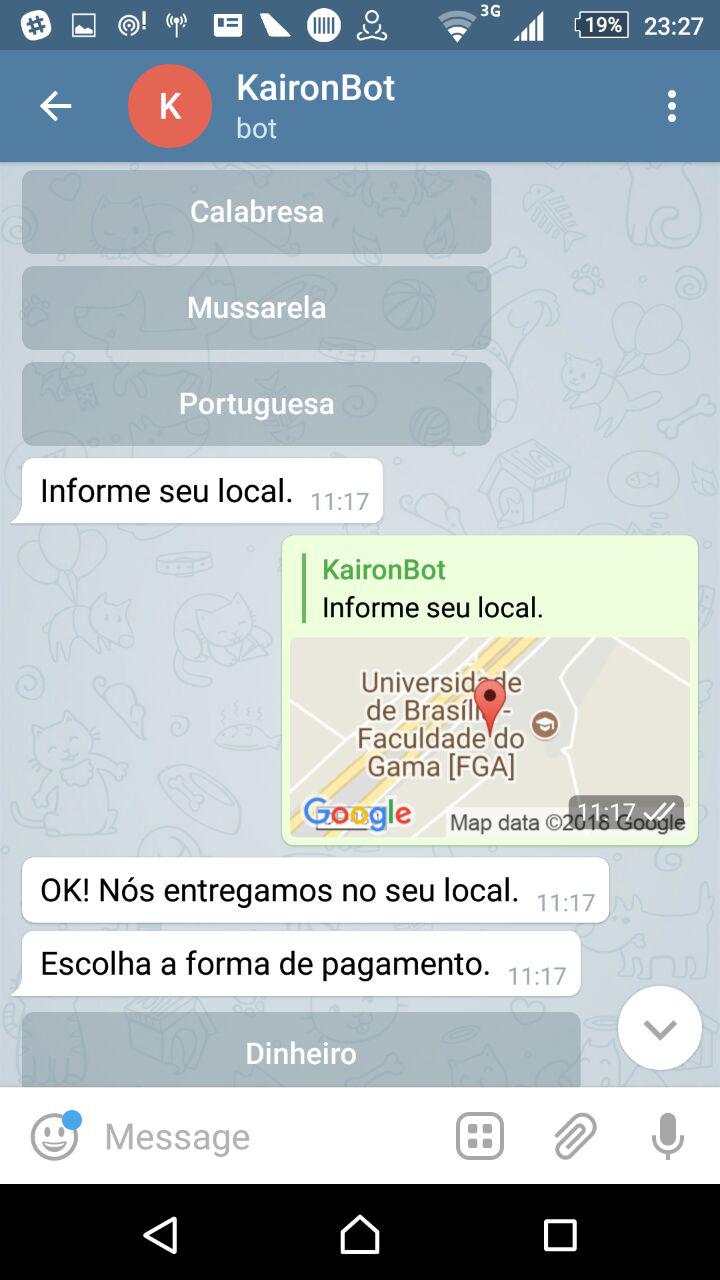 3G
19%
23:27
K
KaironBot
bot
Calabresa
Mussarela
Portuguesa
Informe seu local. 11:17
KaironBot
Informe seu local.
Universidade
de Brasília -
Faculdade do
Gama [FGA]
Google
11:17
Map data ©2018 Google
OK! Nós entregamos no seu local. 11:17
Escolha a forma de pagamento. 11:17
Dinheiro
Message